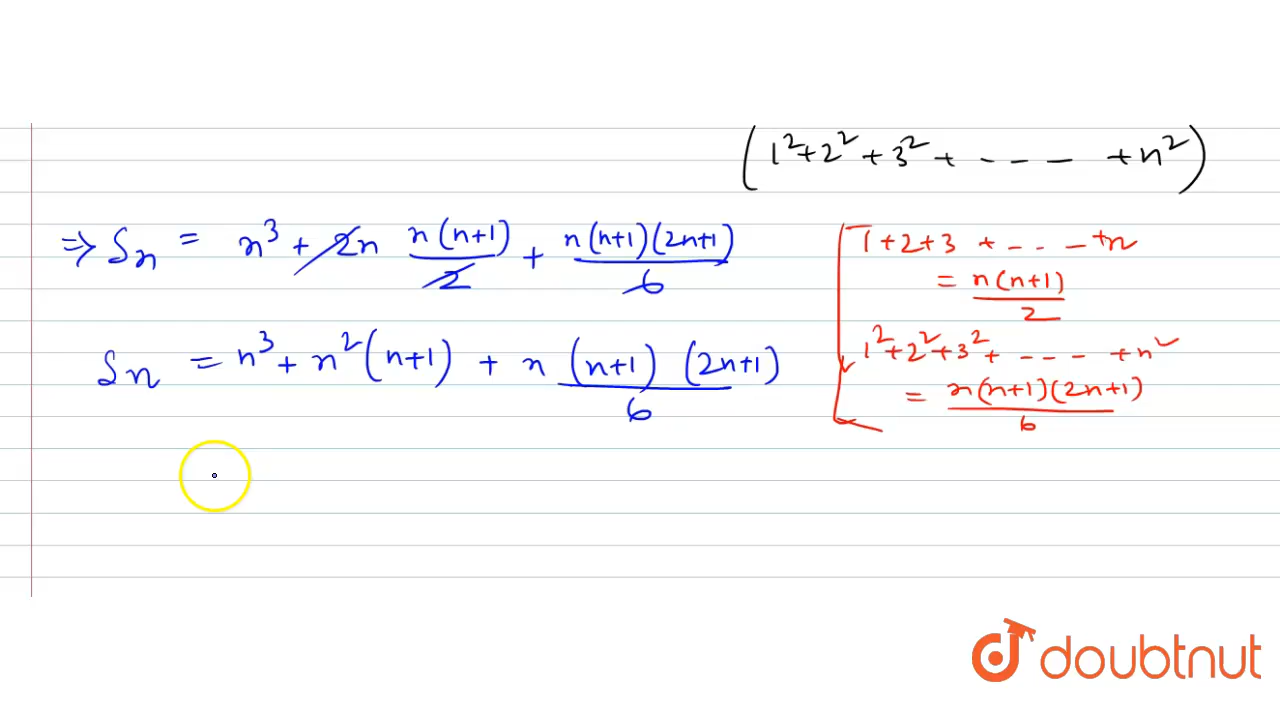 (1²+2²+3²+ - - - +n²)
⇒ Sn = n³ + 2n n(n+1)/2 + n(n+1)(2n+1)/6
Sn = n³ + n²(n+1) + n(n+1)(2n+1)/6
1+2+3 + - - - +n
= n(n+1)/2
1²+2²+3²+ - - - +n²
= n(n+1)(2n+1)/6
doubtnut